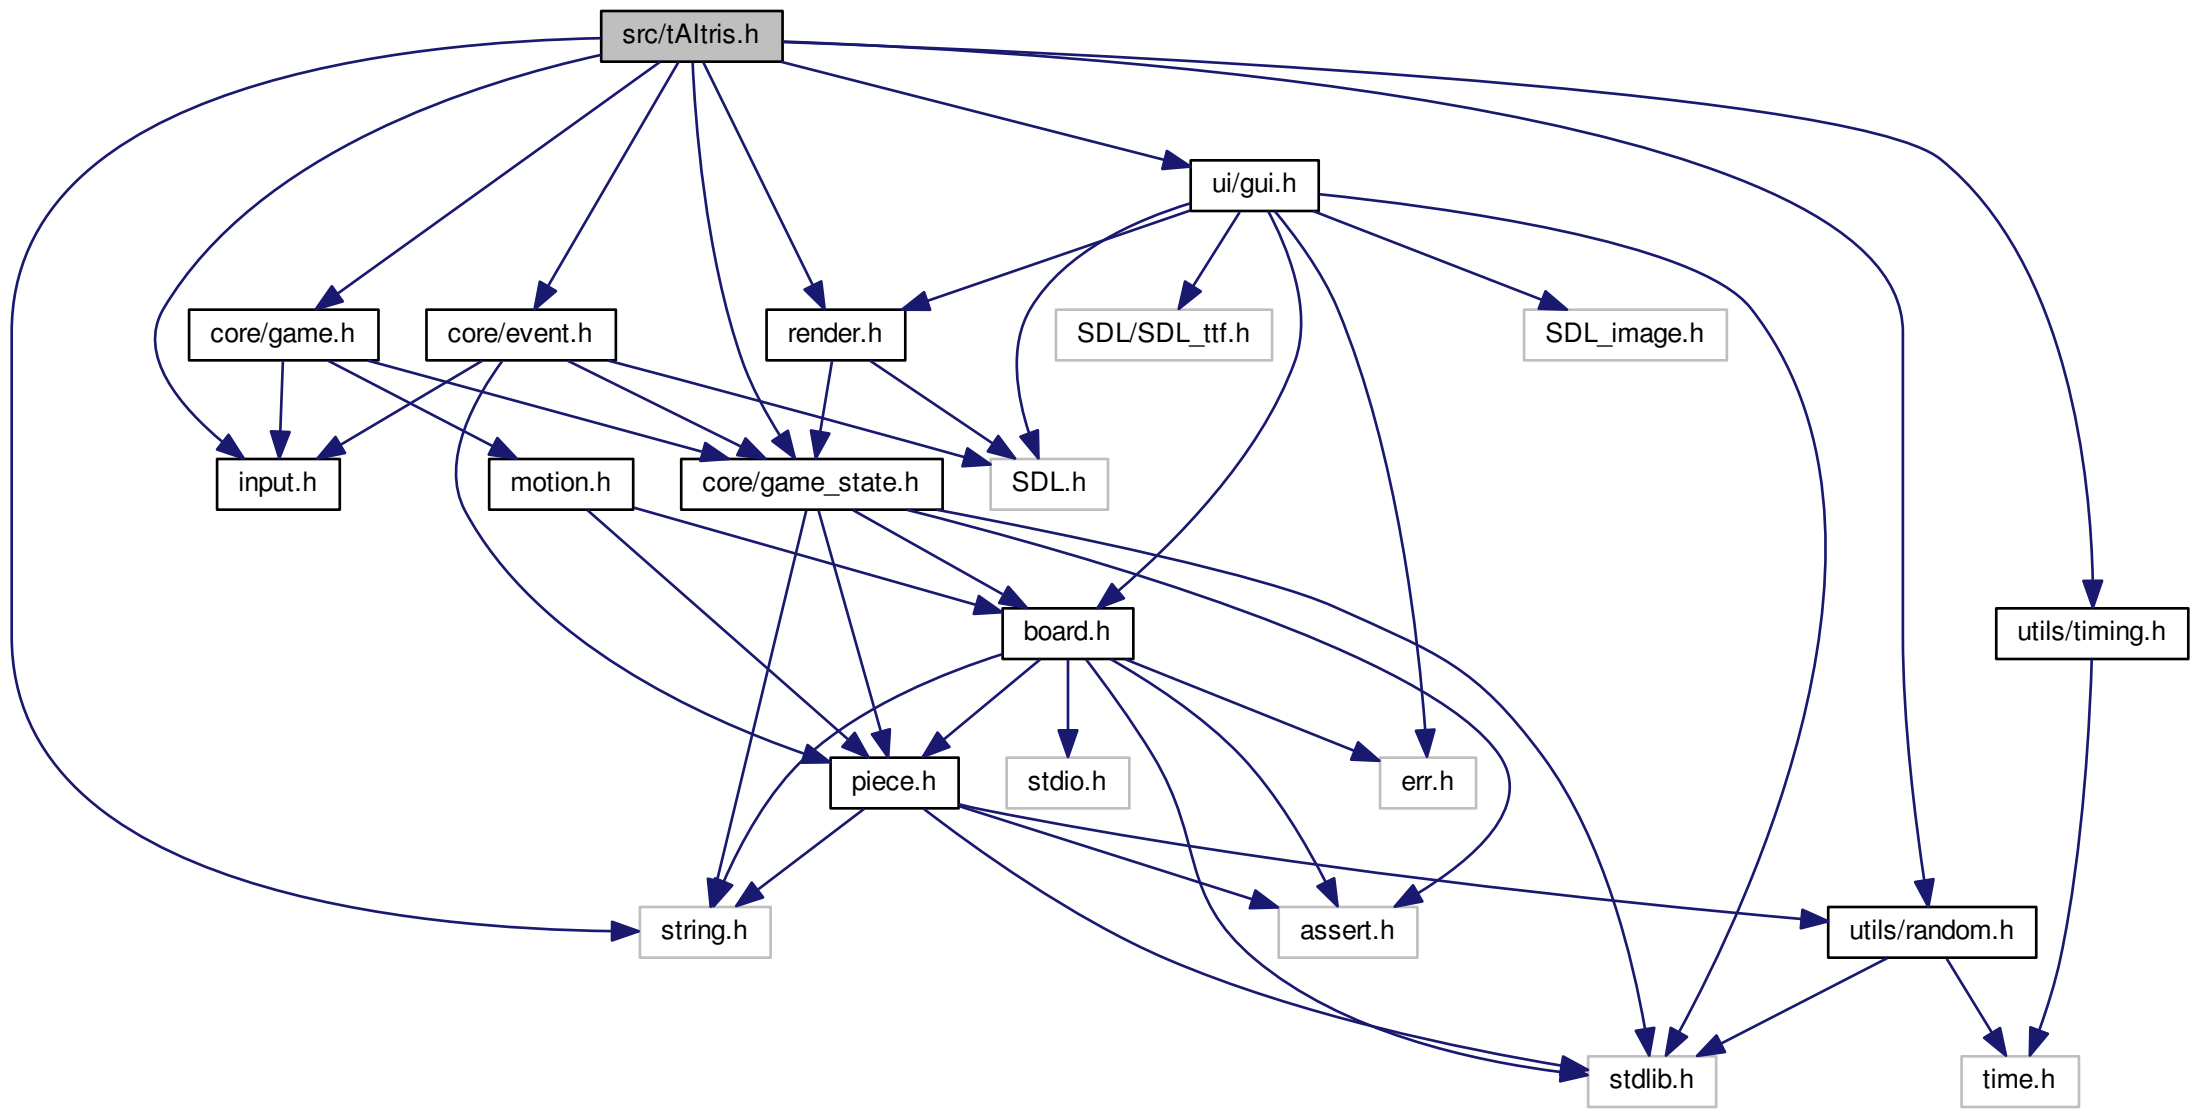 src/tAItris.h
ui/gui.h
core/game.h
core/event.h
render.h
SDL/SDL_ttf.h
SDL_image.h
input.h
motion.h
core/game_state.h
SDL.h
board.h
utils/timing.h
piece.h
stdio.h
err.h
string.h
assert.h
utils/random.h
stdlib.h
time.h